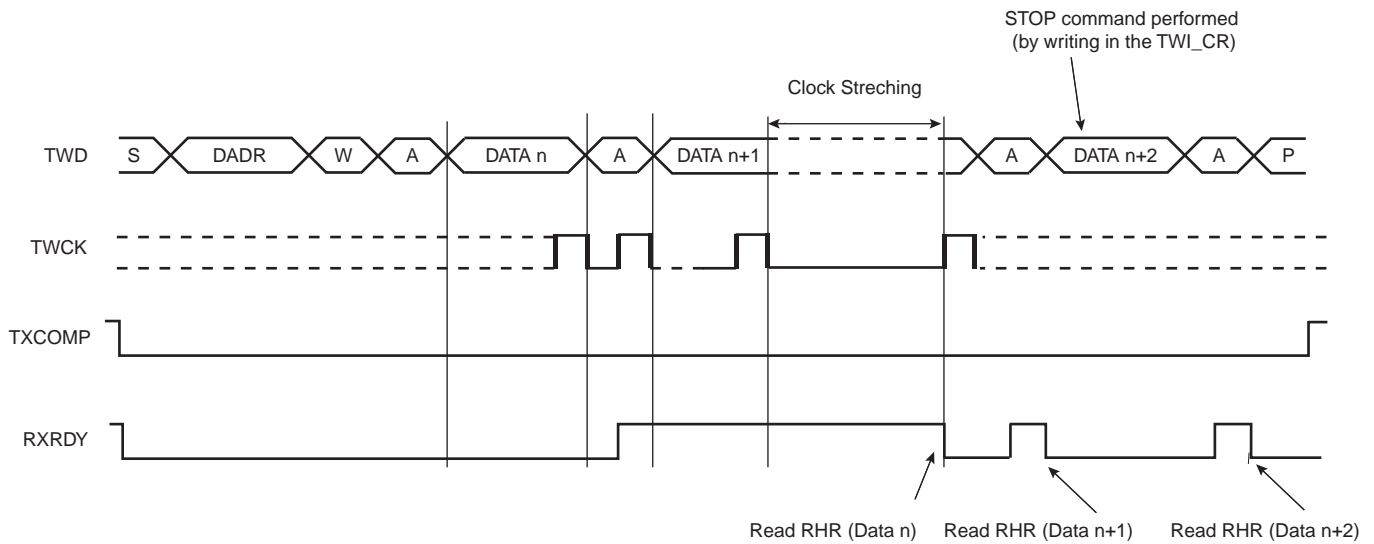 STOP command performed
(by writing in the TWI_CR)
Clock Streching
TWD S DADR W A DATA n A DATA n+1 A DATA n+2 A P
TWCK
TXCOMP
RXRDY
Read RHR (Data n) Read RHR (Data n+1) Read RHR (Data n+2)